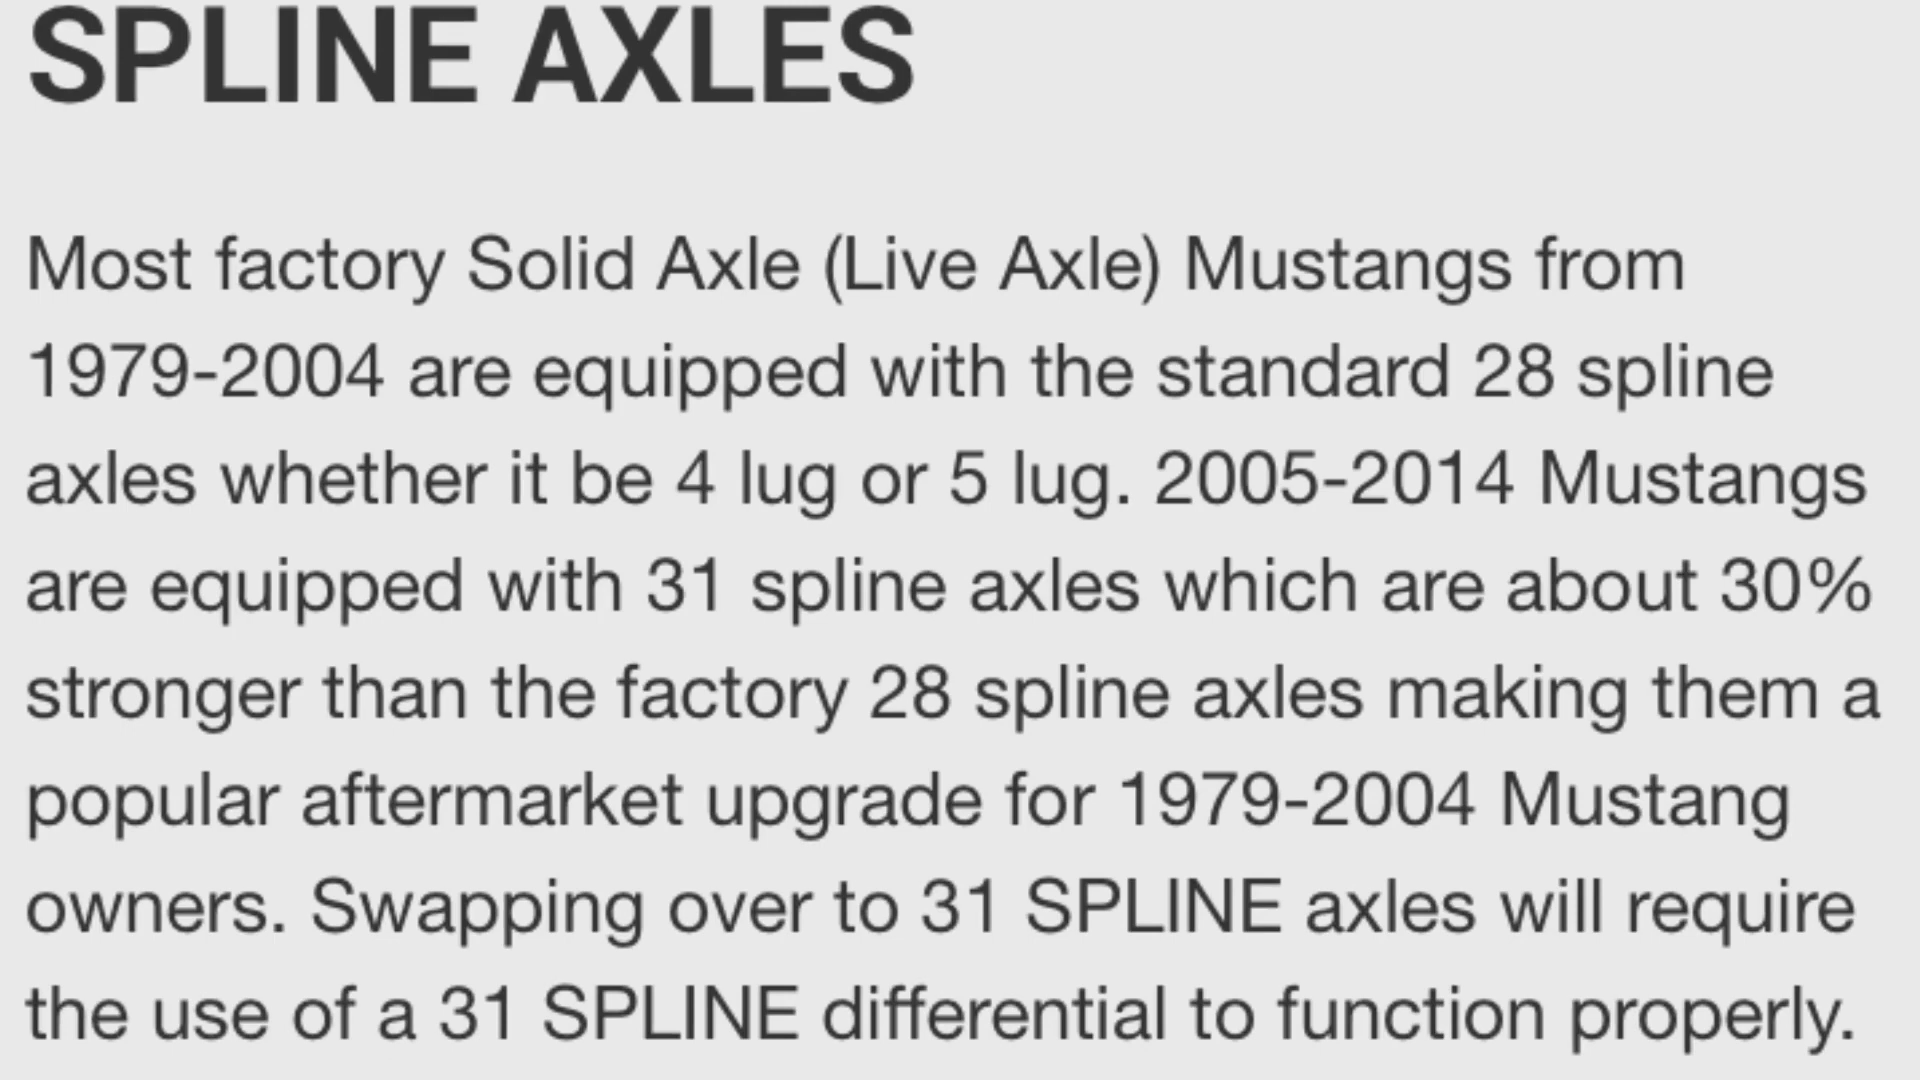 SPLINE AXLES
Most factory Solid Axle (Live Axle) Mustangs from
1979-2004 are equipped with the standard 28 spline
axles whether it be 4 lug or 5 lug. 2005-2014 Mustangs
are equipped with 31 spline axles which are about 30%
stronger than the factory 28 spline axles making them a
popular aftermarket upgrade for 1979-2004 Mustang
owners. Swapping over to 31 SPLINE axles will require
the use of a 31 SPLINE differential to function properly.